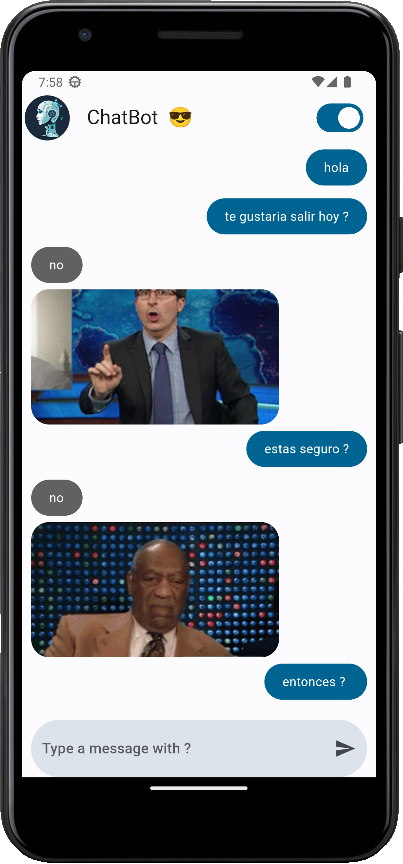 7:58
ChatBot 😎
hola
te gustaria salir hoy ?
no
estas seguro ?
no
entonces ?
Type a message with ?